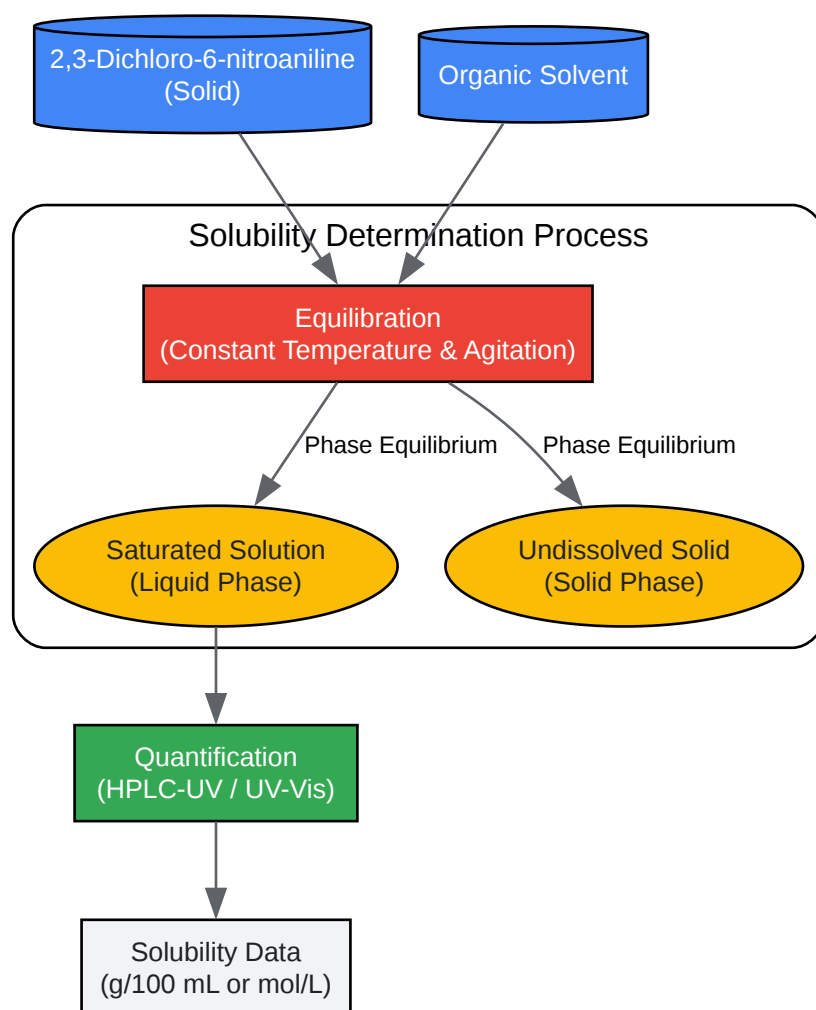 2,3-Dichloro-6-nitroaniline
(Solid)
Organic Solvent
Solubility Determination Process
Equilibration
(Constant Temperature & Agitation)
Phase Equilibrium
Phase Equilibrium
Saturated Solution
(Liquid Phase)
Undissolved Solid
(Solid Phase)
Quantification
(HPLC-UV / UV-Vis)
Solubility Data
(g/100 mL or mol/L)